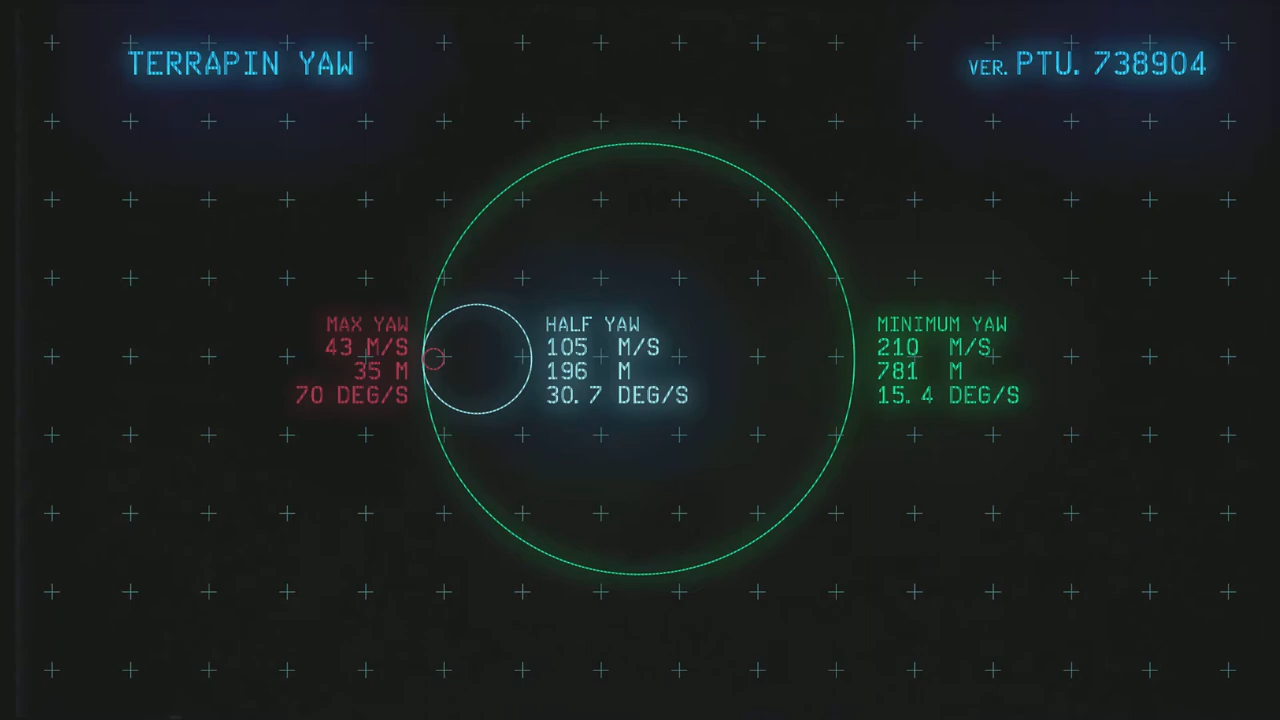 TERRAPIN YAW
VER. PTU. 738904
MAX YAW
43 M/S
35 M
70 DEG/S
HALF YAW
105 M/S
196 M
30.7 DEG/S
MINIMUM YAW
210 M/S
781 M
15.4 DEG/S